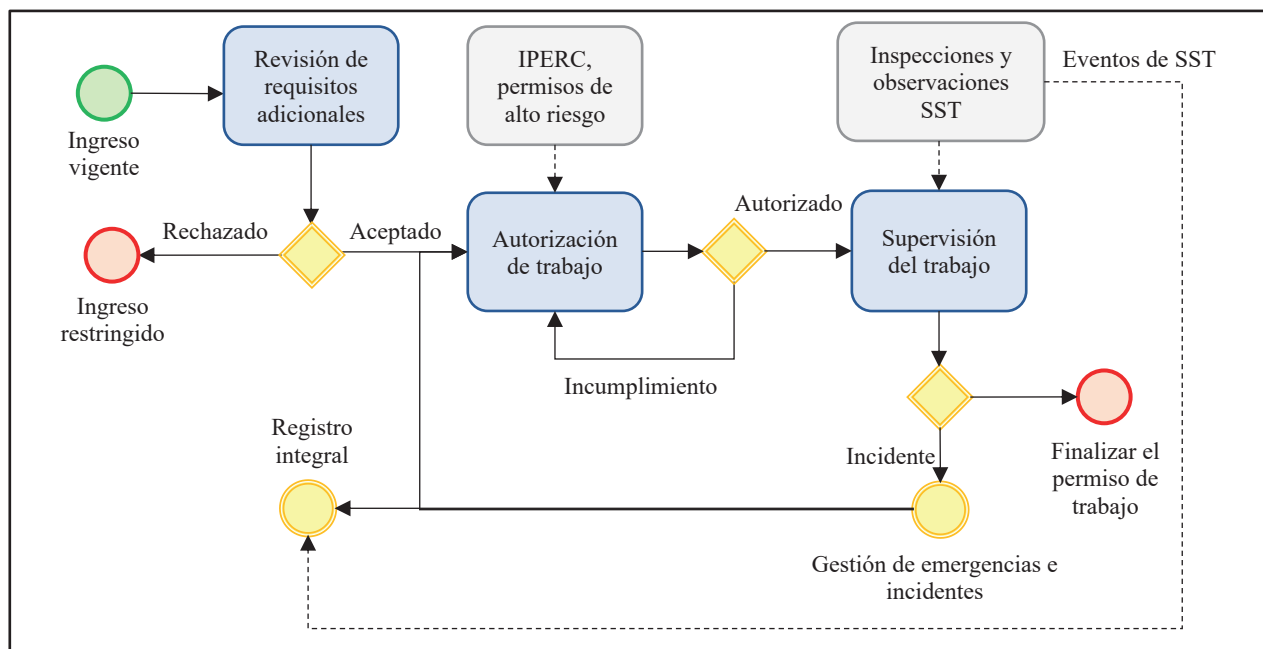 Revisión de
requisitos
adicionales
IPERC,
permisos de
alto riesgo
Inspecciones y
observaciones
SST
Eventos de SST
Ingreso
vigente
Rechazado
Aceptado
Autorización
de trabajo
Autorizado
Supervisión
del trabajo
Ingreso
restringido
Incumplimiento
Registro
integral
Incidente
Finalizar el
permiso de
trabajo
Gestión de emergencias e
incidentes